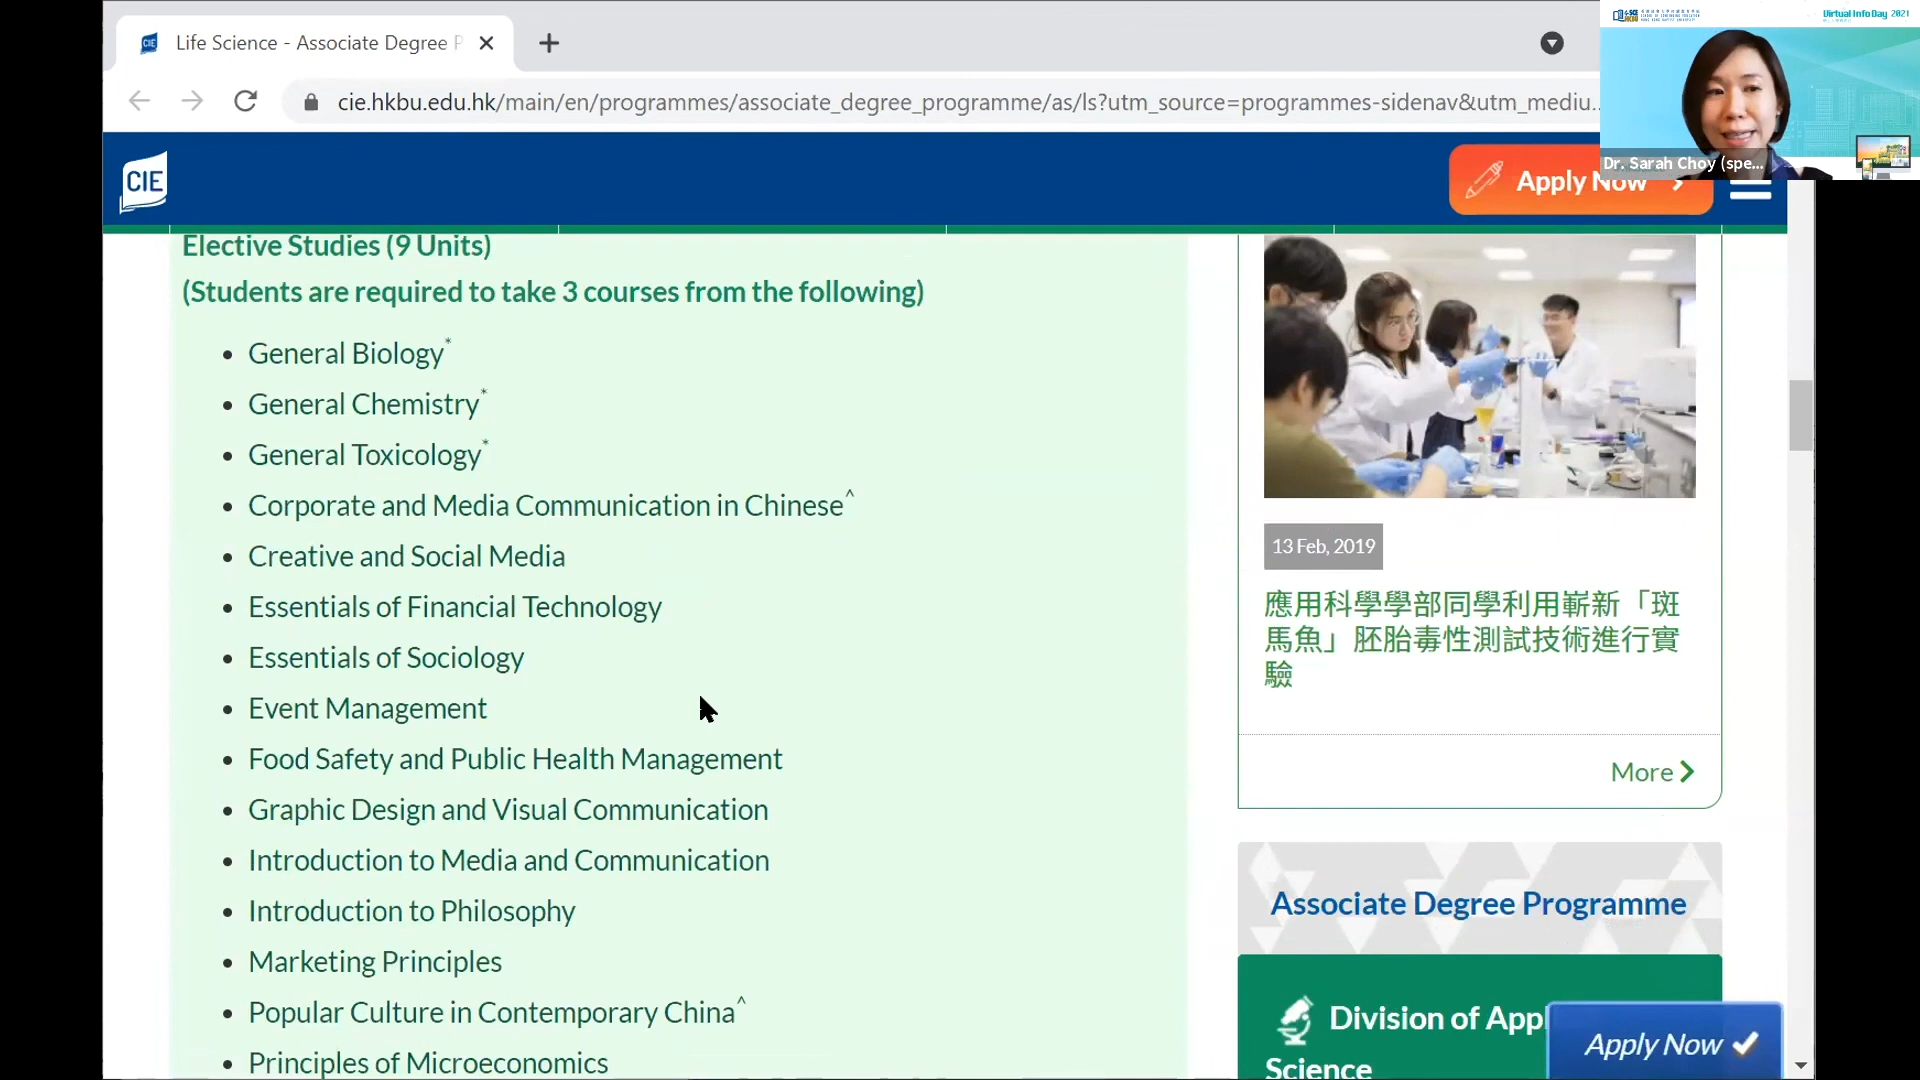 Life Science - Associate Degree P
cie.hkbu.edu.hk/main/en/programmes/associate_degree_programme/as/ls?utm_source=programmes-sidenav&utm_mediu...
Virtual Info Day 2021
Dr. Sarah Choy (spe...
CIE
Apply Now
Elective Studies (9 Units)
(Students are required to take 3 courses from the following)
• General Biology*
• General Chemistry*
• General Toxicology*
• Corporate and Media Communication in Chinese^
• Creative and Social Media
• Essentials of Financial Technology
• Essentials of Sociology
• Event Management
• Food Safety and Public Health Management
• Graphic Design and Visual Communication
• Introduction to Media and Communication
• Introduction to Philosophy
• Marketing Principles
• Popular Culture in Contemporary China^
• Principles of Microeconomics
13 Feb, 2019
應用科學學部同學利用嶄新「斑
馬魚」胚胎毒性測試技術進行實
驗
More
Associate Degree Programme
Division of Appl
Science
Apply Now